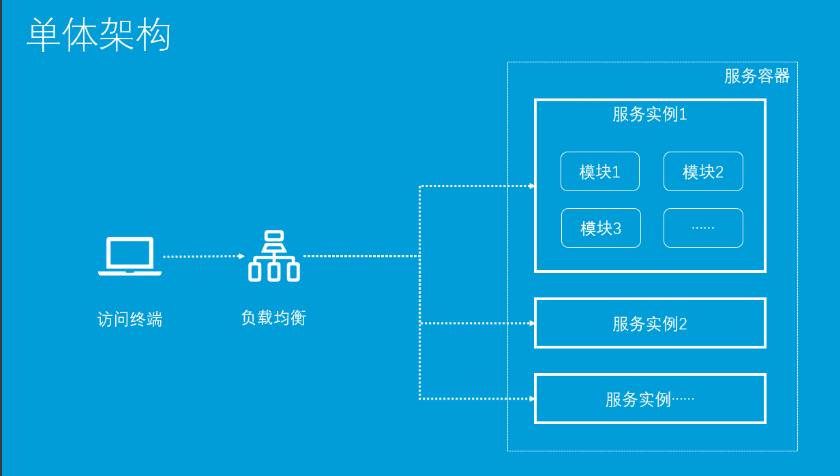 单体架构
服务容器
服务实例1
模块1
模块2
模块3
……
访问终端
负载均衡
服务实例2
服务实例……